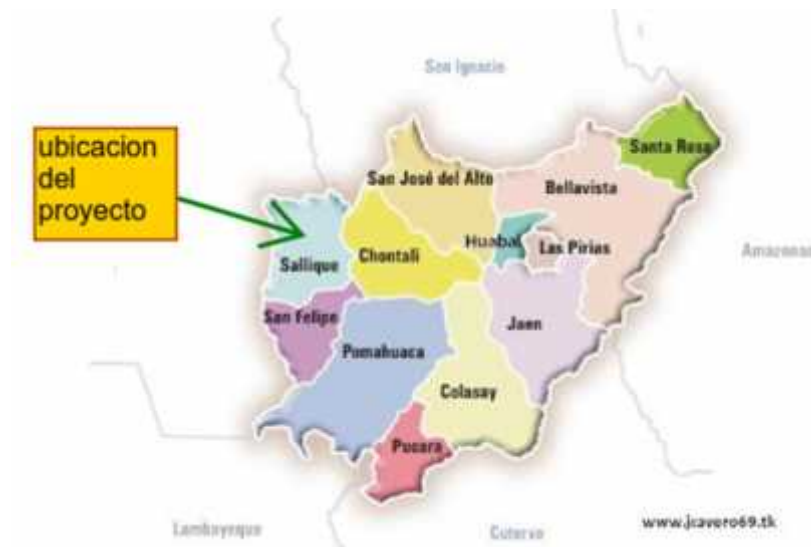 San Ignacio
ubicacion
del
proyecto
Santa Rosa
San José del Alto
Bellavista
Huabal
Las Pirias
Chontali
Sallique
Amazonas
San Felipe
Jaen
Pomahuaca
Colasay
Pucara
www.jcavero69.tk
Lambayeque
Cutervo